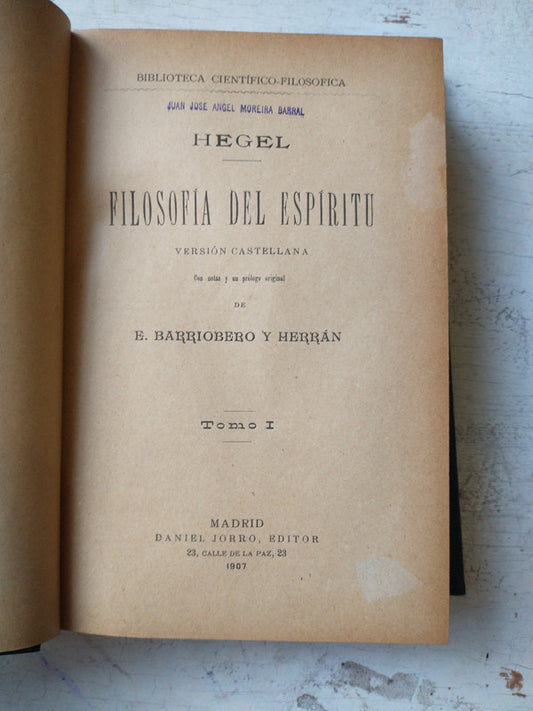 BIBLIOTECA CIENTÍFICO-FILOSOFICA
JUAN JOSE ANGEL MOREIRA BARRAL
HEGEL
FILOSOFÍA DEL ESPÍRITU
VERSIÓN CASTELLANA
Con notas y un prólogo original
DE
E. BARRIOBERO Y HERRÁN
Tomo I
MADRID
DANIEL JORRO, EDITOR
23, CALLE DE LA PAZ, 23
1907